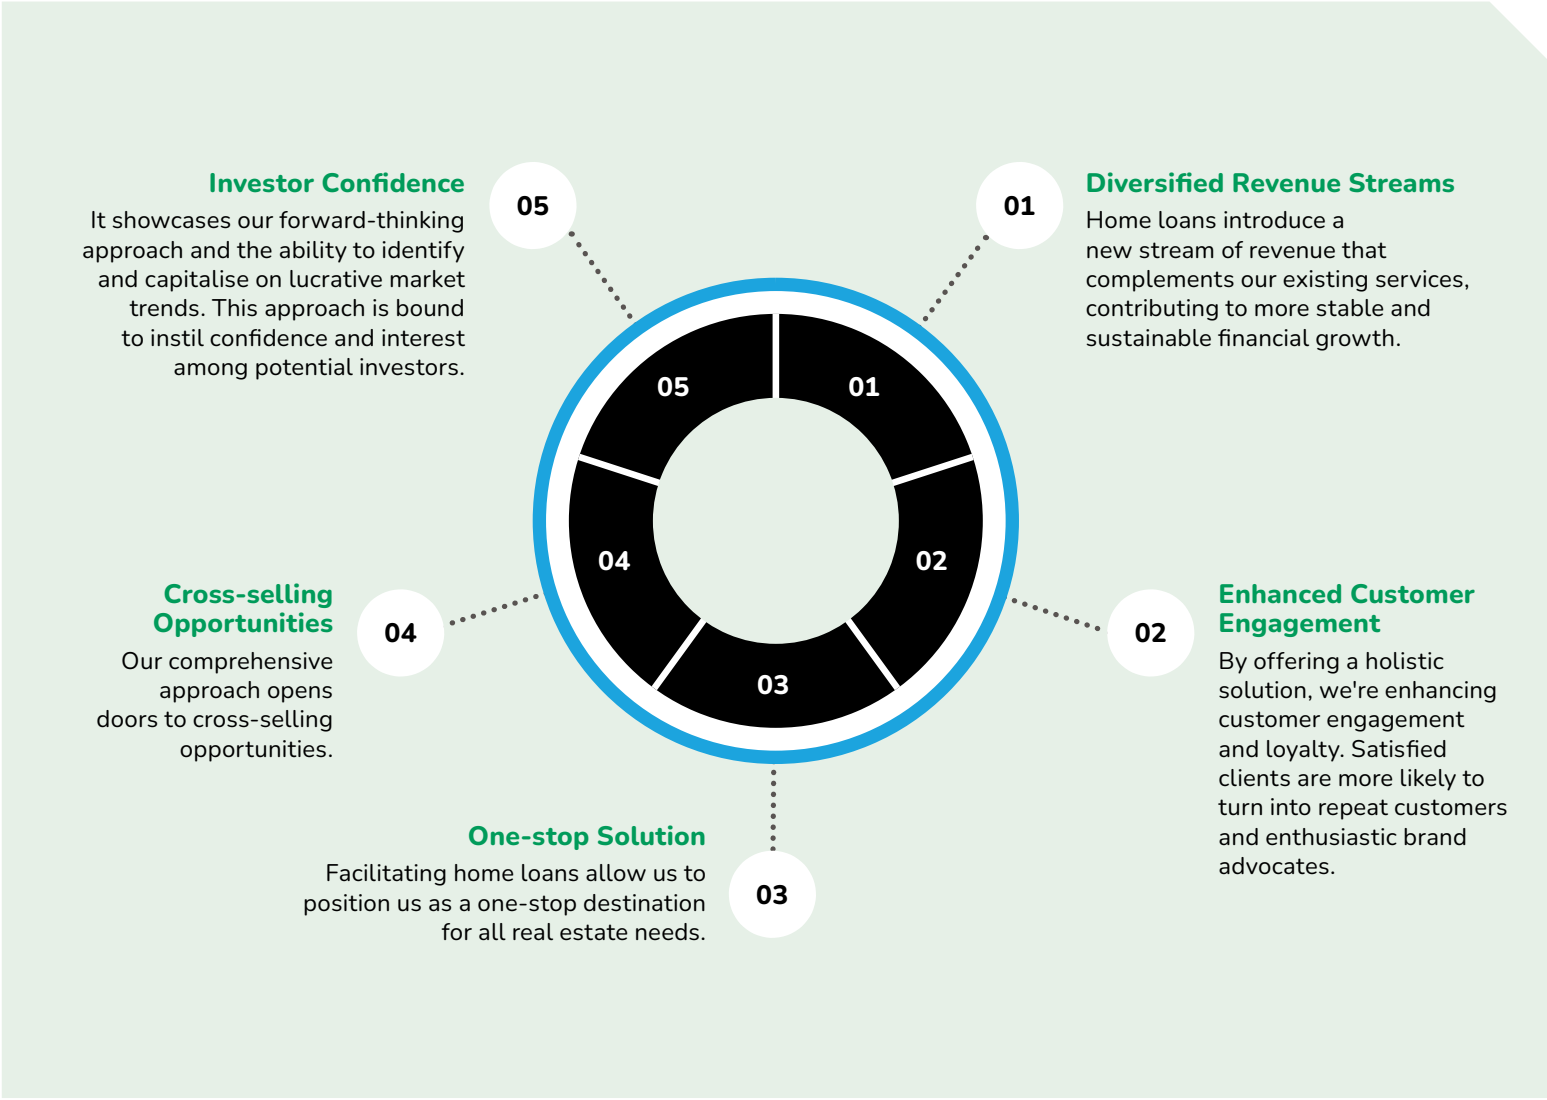 Investor Confidence
It showcases our forward-thinking
approach and the ability to identify
and capitalise on lucrative market
trends. This approach is bound
to instil confidence and interest
among potential investors.
05
01
Diversified Revenue Streams
Home loans introduce a
new stream of revenue that
complements our existing services,
contributing to more stable and
sustainable financial growth.
05
01
04
02
03
Cross-selling
Opportunities
Our comprehensive
approach opens
doors to cross-selling
opportunities.
04
02
Enhanced Customer
Engagement
By offering a holistic
solution, we're enhancing
customer engagement
and loyalty. Satisfied
clients are more likely to
turn into repeat customers
and enthusiastic brand
advocates.
One-stop Solution
Facilitating home loans allow us to
position us as a one-stop destination
for all real estate needs.
03